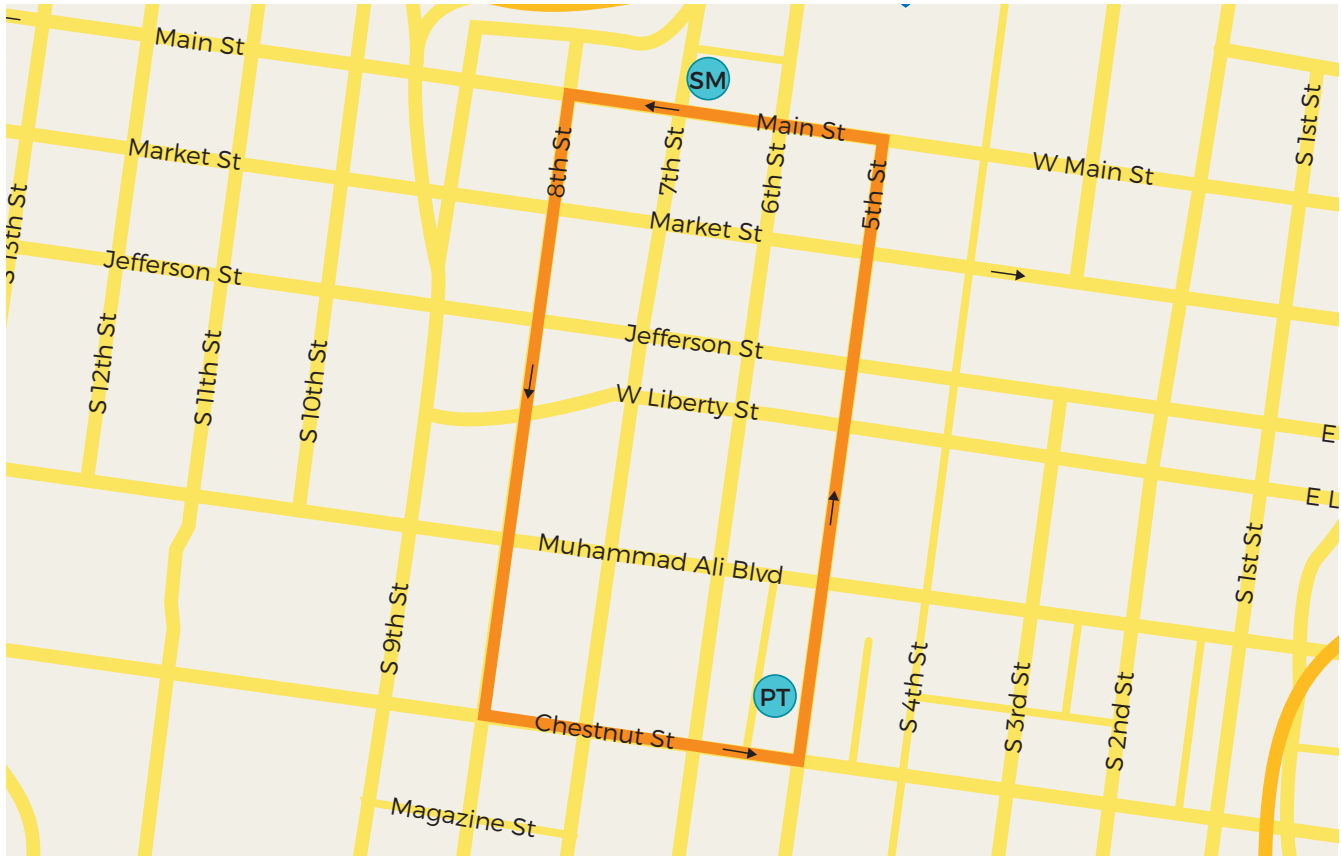 Main St
SM
Main St
W Main St
S 1st St
8th St
7th St
6th St
5th St
Market St
Market St
S 13th St
Jefferson St
Jefferson St
W Liberty St
E
E L
S 12th St
S 11th St
S 10th St
Muhammad Ali Blvd
S 1st St
S 9th St
PT
S 4th St
S 3rd St
S 2nd St
Chestnut St
Magazine St